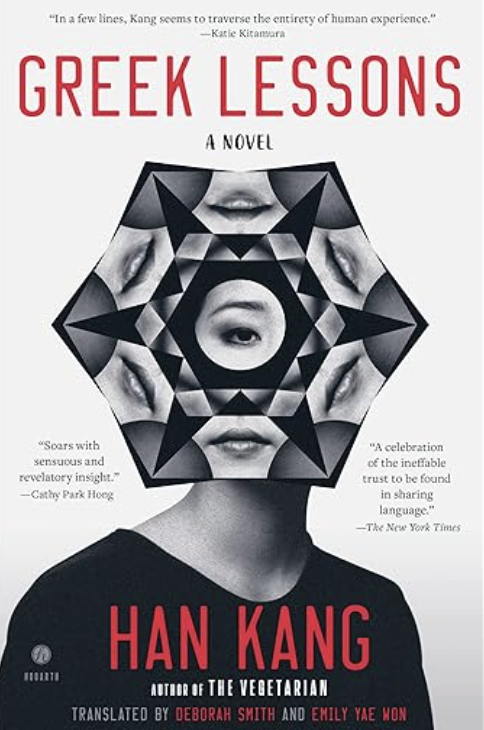 “In a few lines, Kang seems to traverse the entirety of human experience.”
—Katie Kitamura
GREEK LESSONS
A NOVEL
“Soars with
sensuous and
revelatory insight.”
—Cathy Park Hong
“A celebration
of the ineffable
trust to be found
in sharing
language.”
—The New York Times
HAN KANG
HOGARTH
AUTHOR OF THE VEGETARIAN
TRANSLATED BY DEBORAH SMITH AND EMILY YAE WON